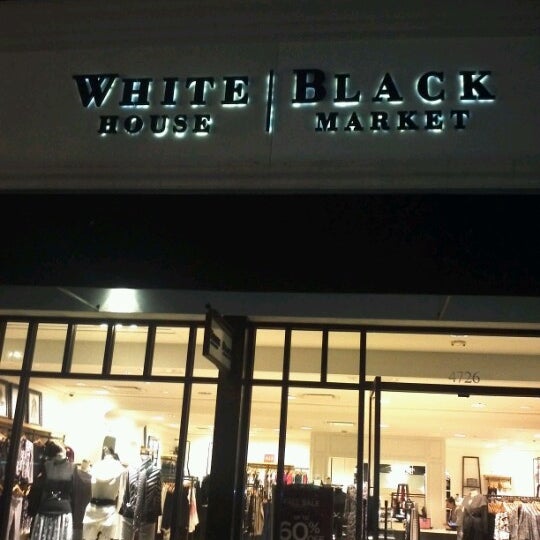 WHITE | BLACK
HOUSE MARKET
4726
60%